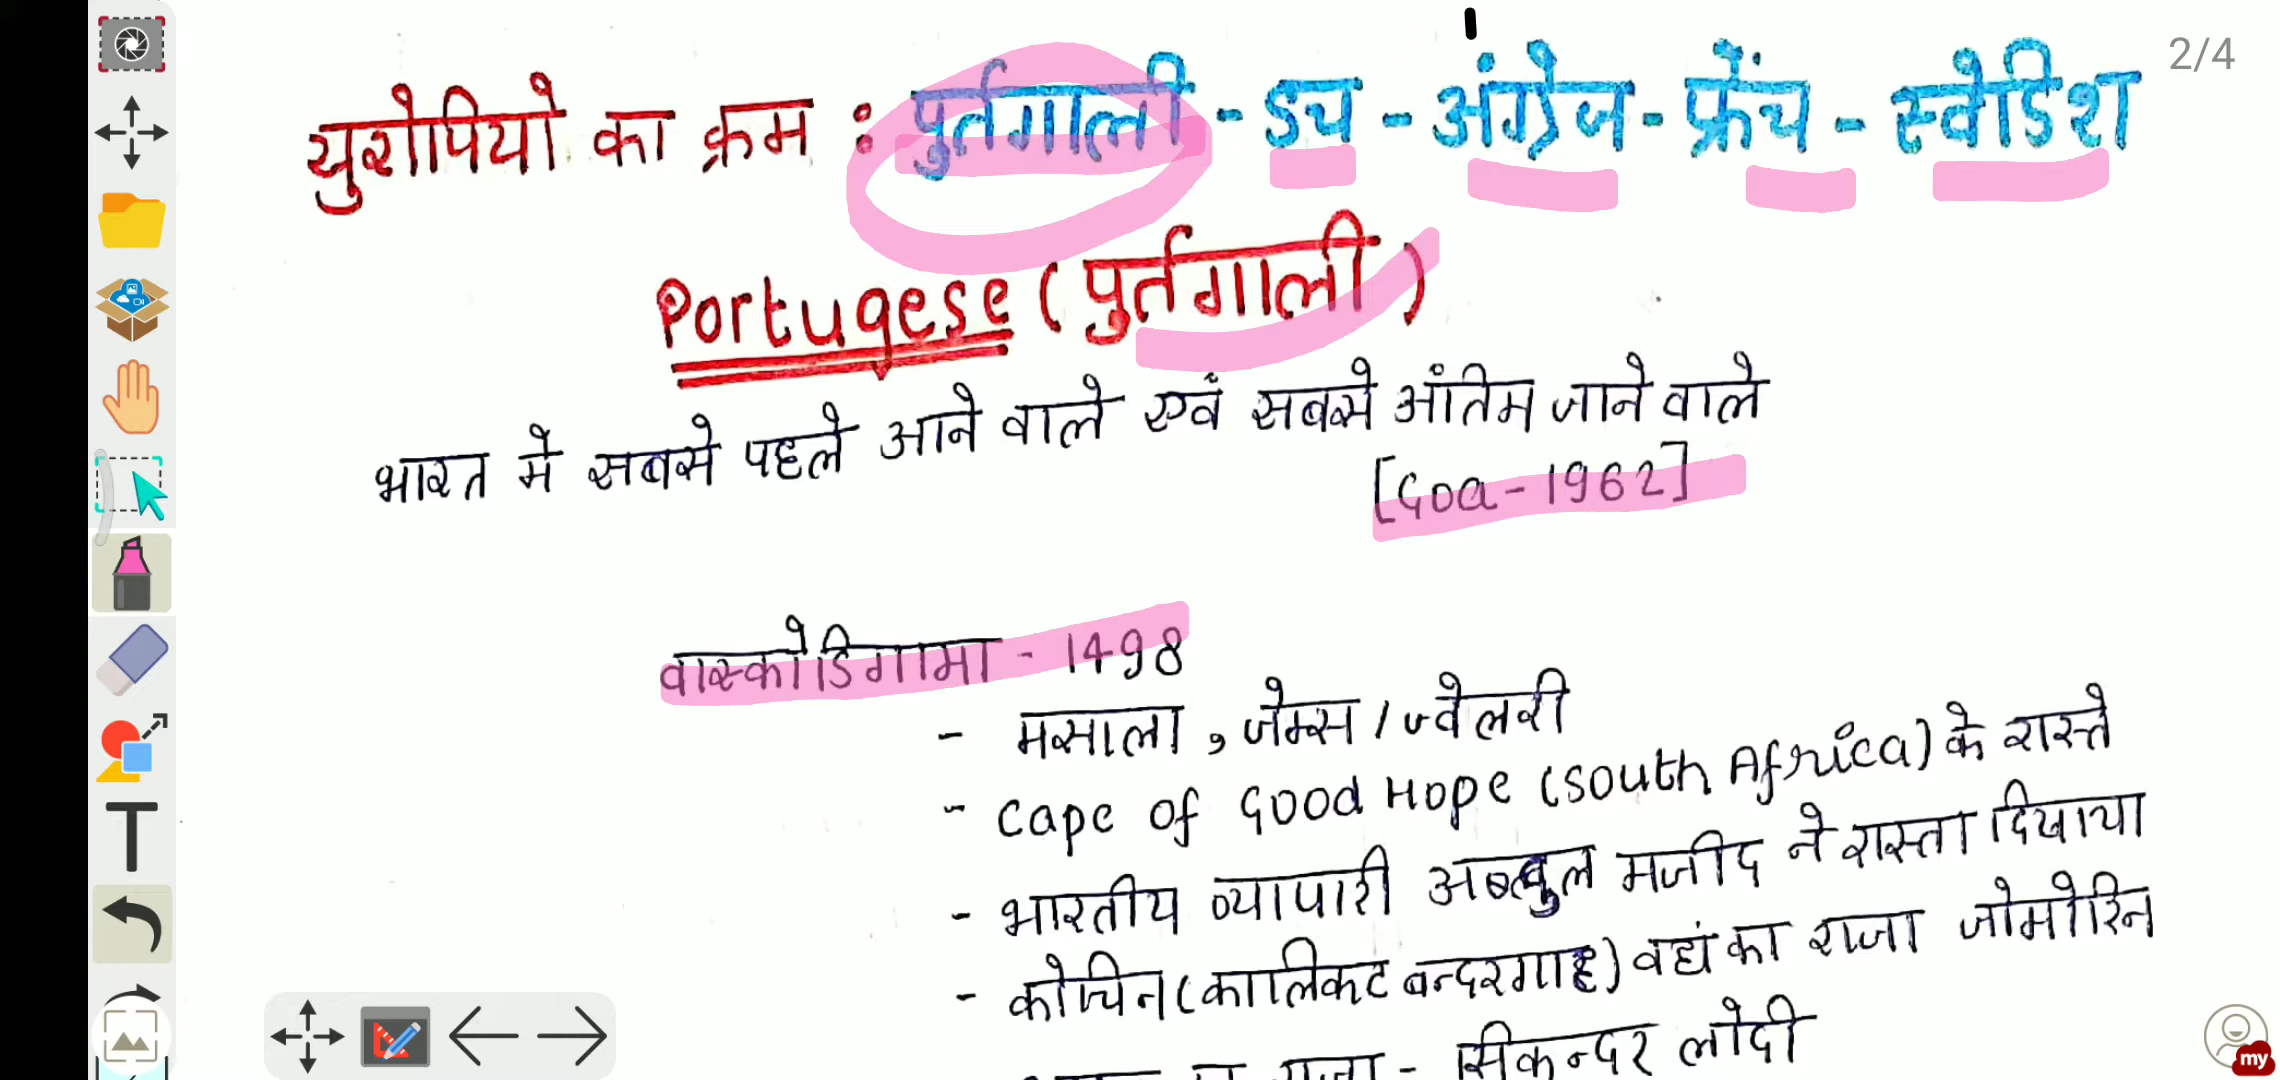 2/4
युरोपियो का क्रम : पुर्तगाली - डच - अंग्रेज - फ्रेंच - स्वेडिश
Portugese (पुर्तगाली)
भारत मे सबसे पहले आने वाले एवं सबसे अंतिम जाने वाले
[Goa - 1962]
वास्कोडिगामा - 1498
- मसाला, जेम्स / ज्वेलरी
- Cape of Good Hope (South Africa) के रास्ते
- भारतीय व्यापारी अब्दुल मजीद ने रास्ता दिखाया
- कोचिन (कालिकट बन्दरगाह) वहां का राजा जोमोरिन
राजा - सिकन्दर लोदी
T
my